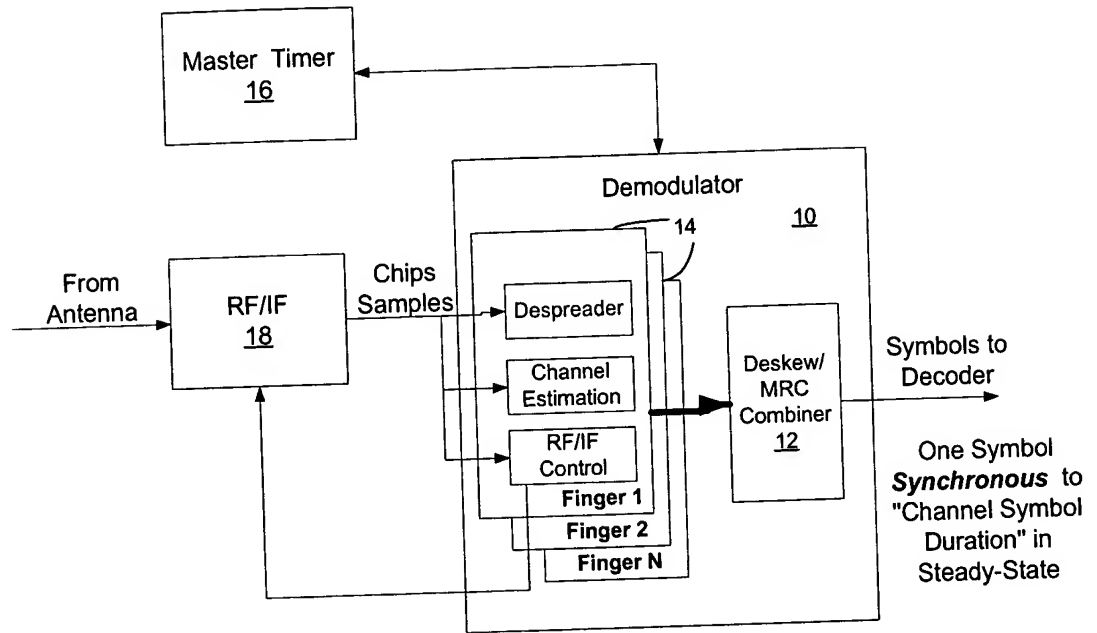 Master Timer
16
Demodulator
10
14
From
Antenna
RF/IF
18
Chips
Samples
Despreader
Channel
Estimation
RF/IF
Control
Finger 1
Finger 2
Finger N
Deskew/
MRC
Combiner
12
Symbols to
Decoder
One Symbol
Synchronous to
"Channel Symbol
Duration" in
Steady-State